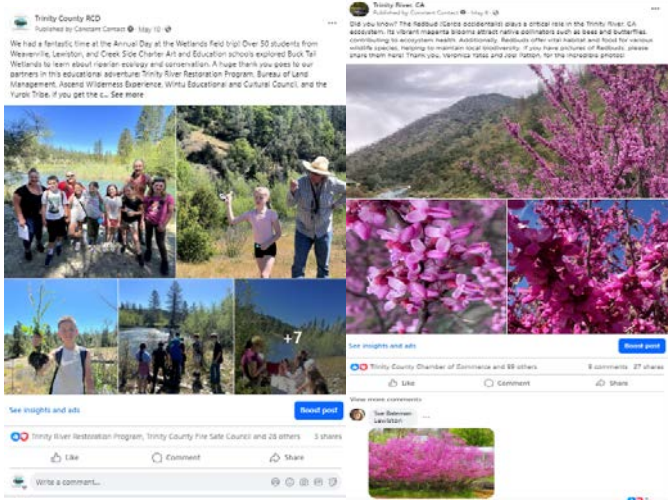 Trinity County RCD
Published by Constant Contact · May 10 ·
We had a fantastic time at the Annual Day at the Wetlands field trip! Over 50 students from
Weaverville, Lewiston, and Creek Side Charter Art and Education schools explored Buck Tail
Wetlands to learn about riparian ecology and conservation. A huge thank you goes to our
partners in this educational adventure: Trinity River Restoration Program, Bureau of Land
Management, Ascend Wilderness Experience, Wintu Educational and Cultural Council, and the
Yurok Tribe. If you get the c... See more
+7
See insights and ads
Boost post
Trinity River Restoration Program, Trinity County Fire Safe Council and 28 others
3 shares
Like
Comment
Share
Write a comment...
Trinity River, CA
Published by Constant Contact · May 8 ·
Did you know? The Redbud (Cercis occidentalis) plays a critical role in the Trinity River, CA
ecosystem. Its vibrant magenta blooms attract native pollinators such as bees and butterflies,
contributing to ecosystem health. Additionally, Redbuds offer vital habitat and food for various
wildlife species, helping to maintain local biodiversity. If you have pictures of Redbuds, please
share them here! Thank you, Veronica Yates and Joel Patton, for the incredible photos!
See insights and ads
Boost post
Trinity County Chamber of Commerce and 89 others
8 comments
27 shares
Like
Comment
Share
View more comments
Sue
Lewiston